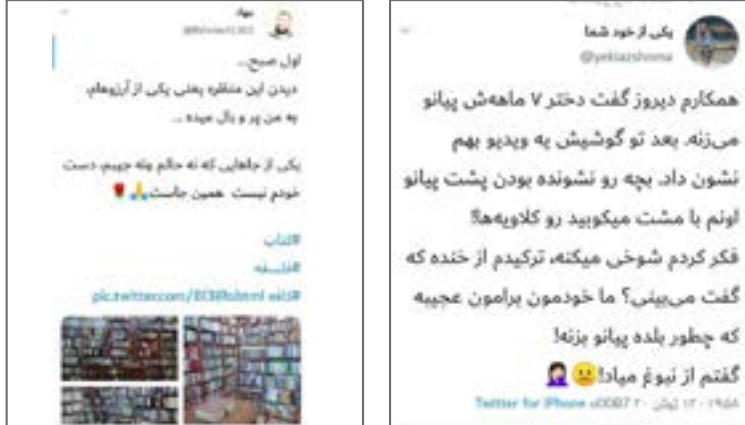 یکی از خود شما
@yekiazshoma
همکارم دیروز گفت دختر ۷ ماهه‌ش پیانو
می‌زنه. بعد تو گوشیش یه ویدیو بهم
نشون داد. بچه رو نشونده بودن پشت پیانو
اونم با مشت میکوبید رو کلاویه‌ها!
فکر کردم شوخی میکنه، ترکیدم از خنده که
گفت می‌بینی؟ ما خودمون برامون عجیبه
که چطور بلده پیانو بزنه!
گفتم از نبوغ میاد!😐🤦🏻‍♀️
Twitter for iPhone
اول صبح...
دیدن این منظره یعنی یکی از آرزوهام،
به من پر و بال میده ...
یکی از جاهایی که نه حالم ونه جیبم، دست
خودم نیست همین جاست🙏🌹
#کتاب
#فلسفه